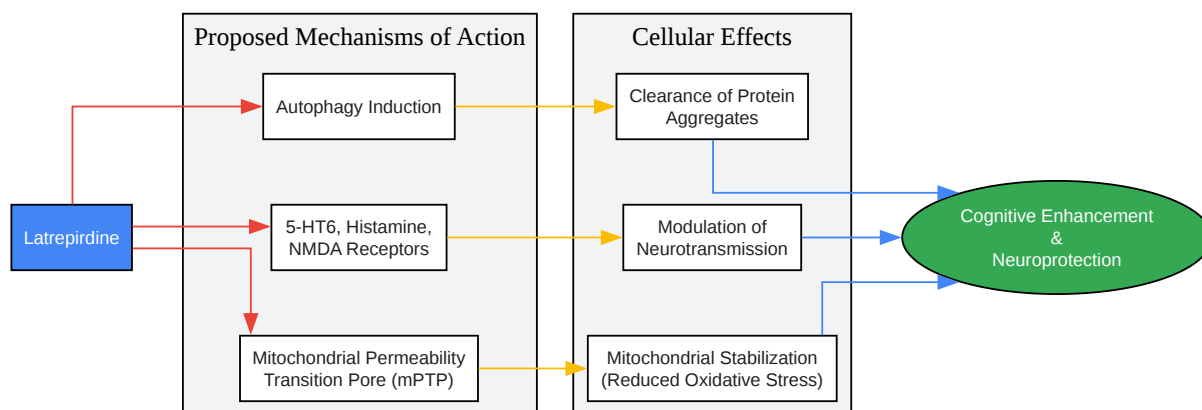 Proposed Mechanisms of Action
Cellular Effects
Autophagy Induction
Clearance of Protein
Aggregates
Latrepirdine
5-HT6, Histamine,
NMDA Receptors
Modulation of
Neurotransmission
Cognitive Enhancement
&
Neuroprotection
Mitochondrial Permeability
Transition Pore (mPTP)
Mitochondrial Stabilization
(Reduced Oxidative Stress)